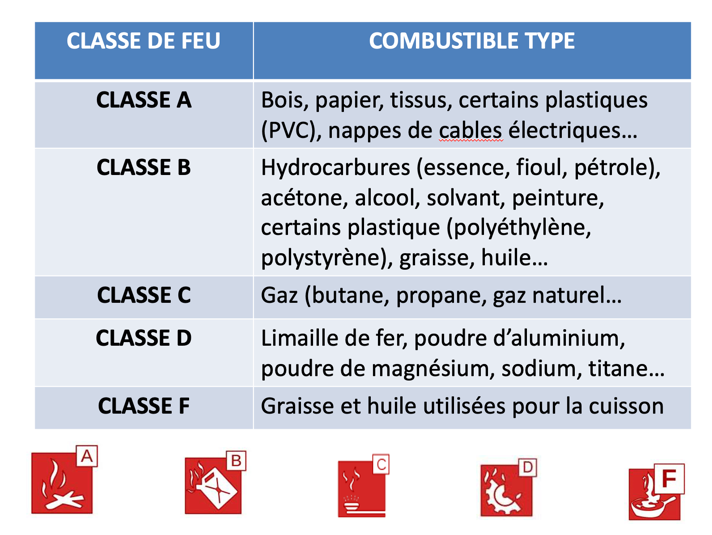 CLASSE DE FEU
COMBUSTIBLE TYPE
CLASSE A
Bois, papier, tissus, certains plastiques
(PVC), nappes de cables électriques…
CLASSE B
Hydrocarbures (essence, fioul, pétrole),
acétone, alcool, solvant, peinture,
certains plastique (polyéthylène,
polystyrène), graisse, huile…
CLASSE C
Gaz (butane, propane, gaz naturel…
CLASSE D
Limaille de fer, poudre d’aluminium,
poudre de magnésium, sodium, titane…
CLASSE F
Graisse et huile utilisées pour la cuisson
A
B
C
D
F